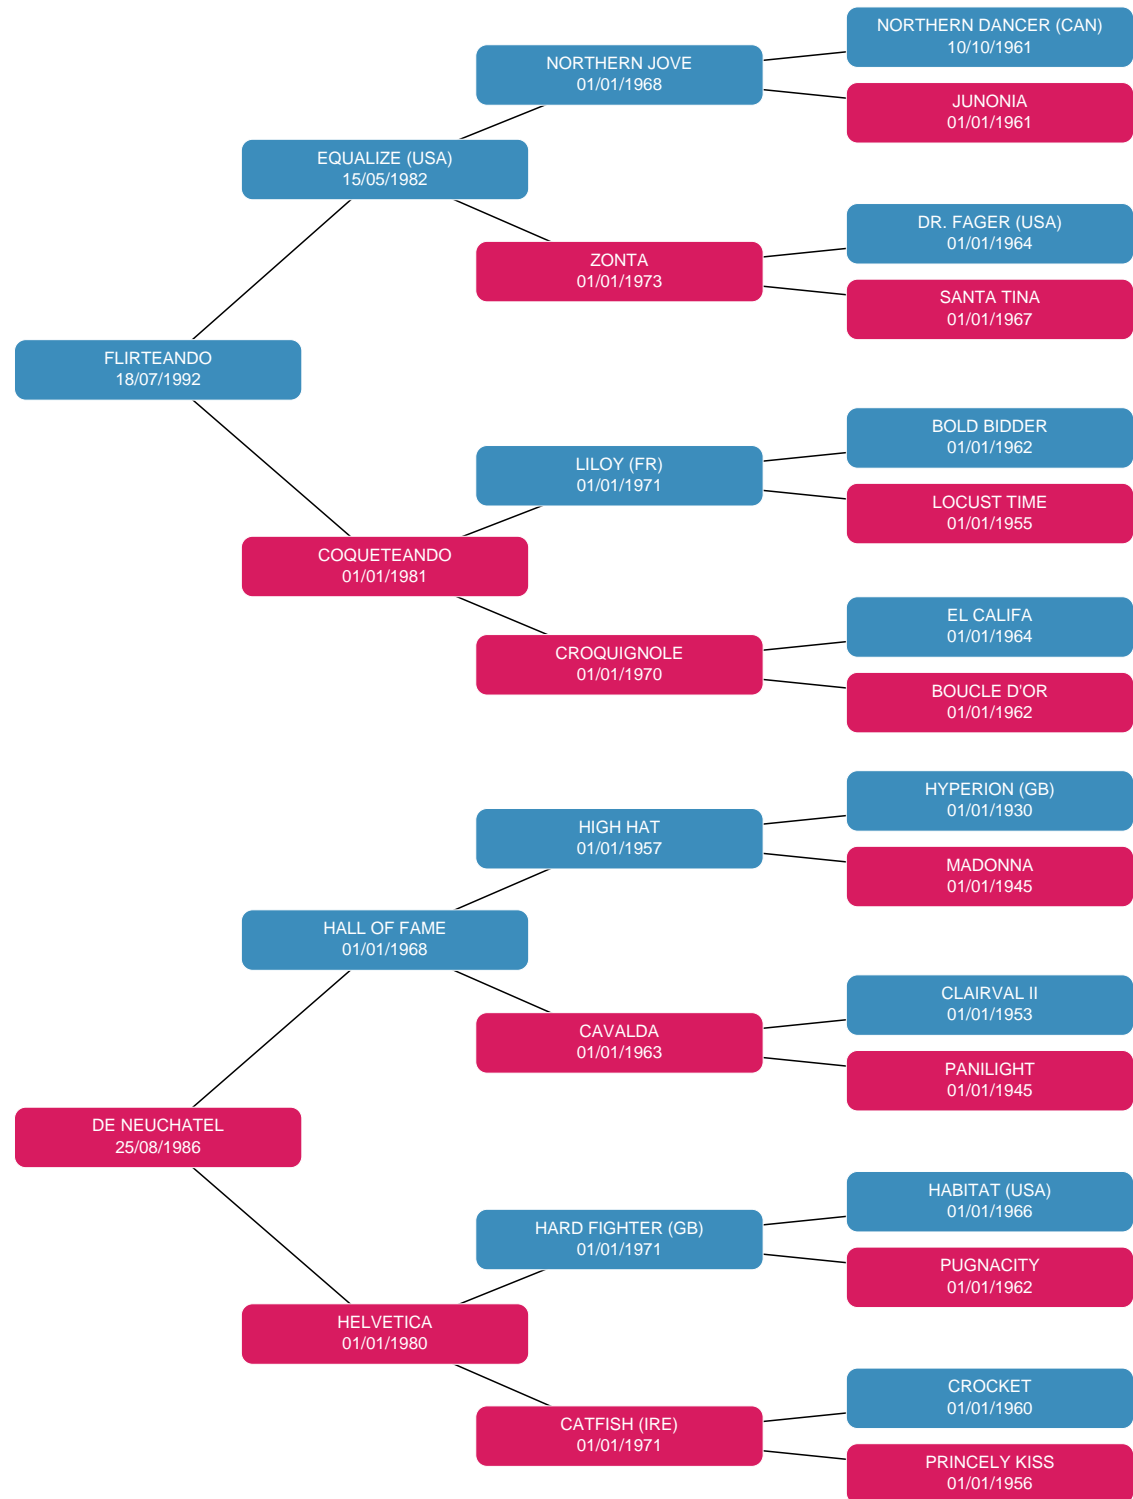 NORTHERN DANCER (CAN)
10/10/1961
NORTHERN JOVE
01/01/1968
JUNONIA
01/01/1961
EQUALIZE (USA)
15/05/1982
DR. FAGER (USA)
01/01/1964
ZONTA
01/01/1973
SANTA TINA
01/01/1967
FLIRTEANDO
18/07/1992
BOLD BIDDER
01/01/1962
LILOY (FR)
01/01/1971
LOCUST TIME
01/01/1955
COQUETEANDO
01/01/1981
EL CALIFA
01/01/1964
CROQUIGNOLE
01/01/1970
BOUCLE D'OR
01/01/1962
HYPERION (GB)
01/01/1930
HIGH HAT
01/01/1957
MADONNA
01/01/1945
HALL OF FAME
01/01/1968
CLAIRVAL II
01/01/1953
CAVALDA
01/01/1963
PANILIGHT
01/01/1945
DE NEUCHATEL
25/08/1986
HABITAT (USA)
01/01/1966
HARD FIGHTER (GB)
01/01/1971
PUGNACITY
01/01/1962
HELVETICA
01/01/1980
CROCKET
01/01/1960
CATFISH (IRE)
01/01/1971
PRINCELY KISS
01/01/1956